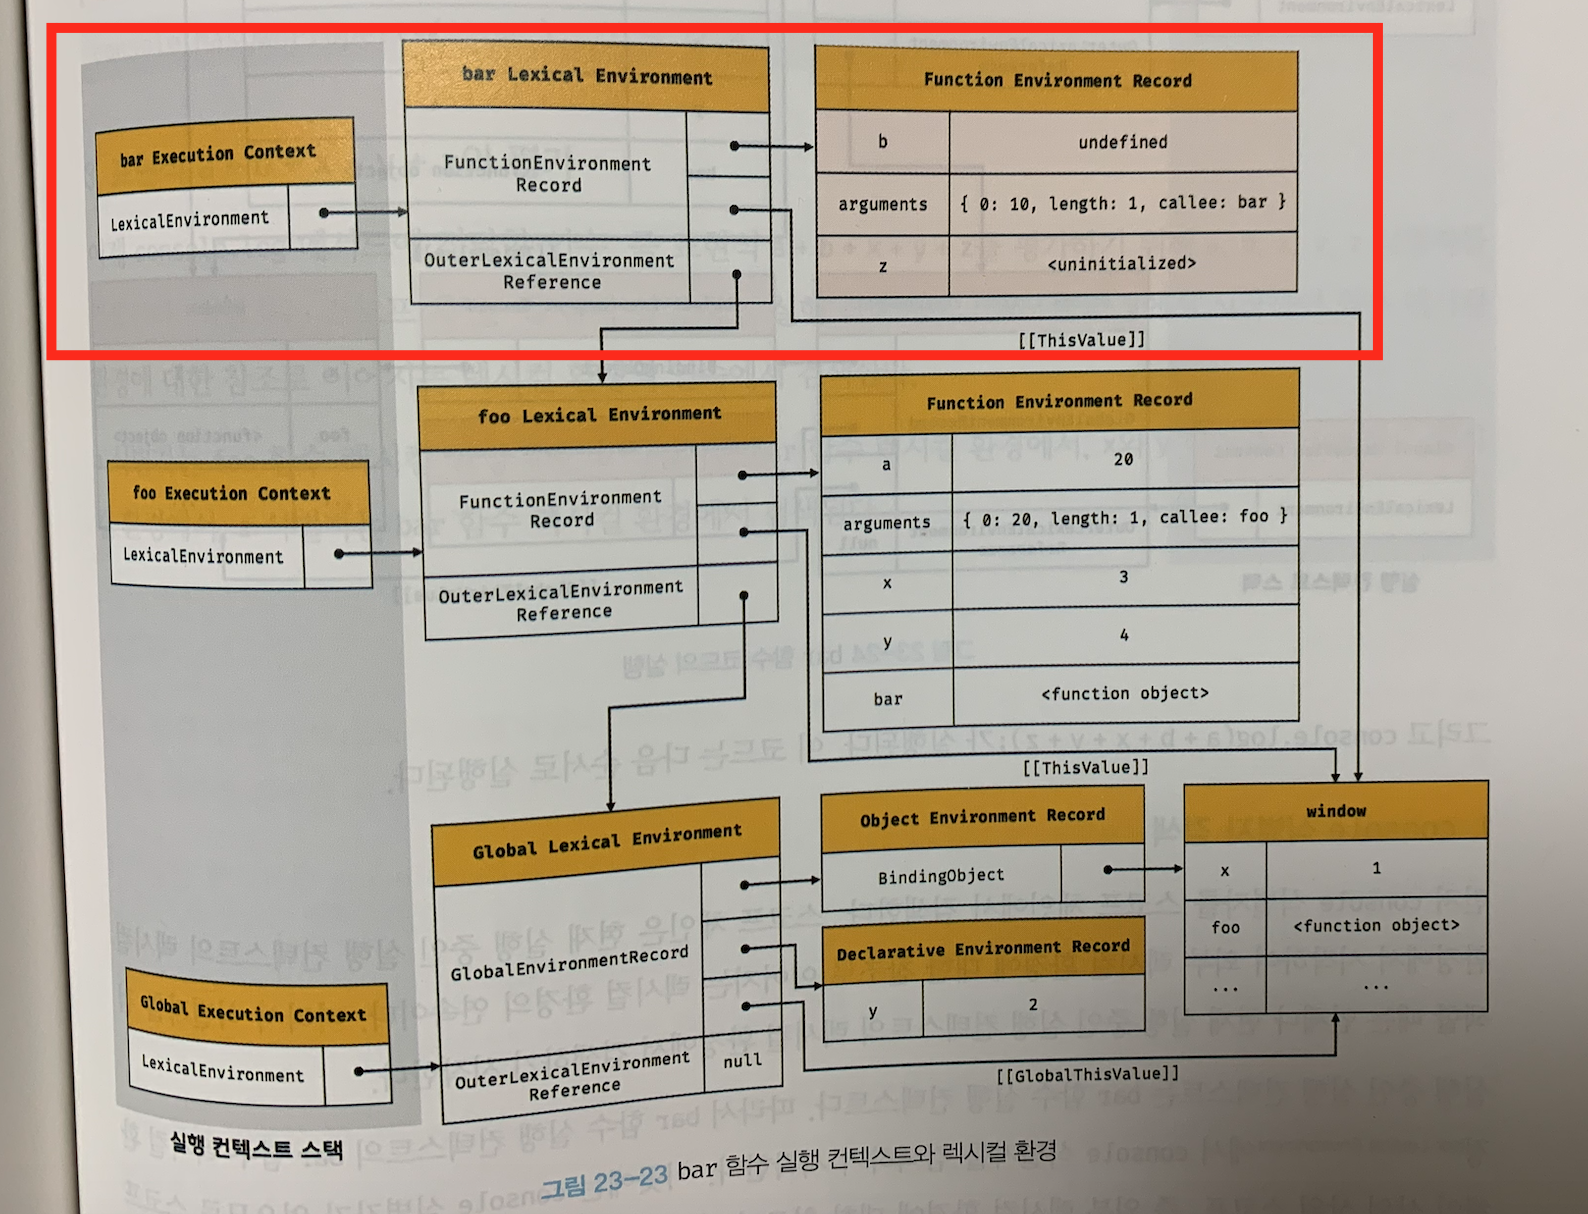 bar Lexical Environment
Function Environment Record
bar Execution Context
LexicalEnvironment
FunctionEnvironment
Record
OuterLexicalEnvironment
Reference
b
undefined
arguments
{ 0: 10, length: 1, callee: bar }
z
<uninitialized>
[[ThisValue]]
foo Lexical Environment
Function Environment Record
foo Execution Context
LexicalEnvironment
FunctionEnvironment
Record
OuterLexicalEnvironment
Reference
a
20
arguments
{ 0: 20, length: 1, callee: foo }
x
3
y
4
bar
<function object>
[[ThisValue]]
Global Lexical Environment
Object Environment Record
window
BindingObject
x
1
foo
<function object>
...
...
GlobalEnvironmentRecord
Declarative Environment Record
y
2
Global Execution Context
LexicalEnvironment
OuterLexicalEnvironment
Reference
null
[[GlobalThisValue]]
실행 컨텍스트 스택
그림 23-23 bar 함수 실행 컨텍스트와 렉시컬 환경